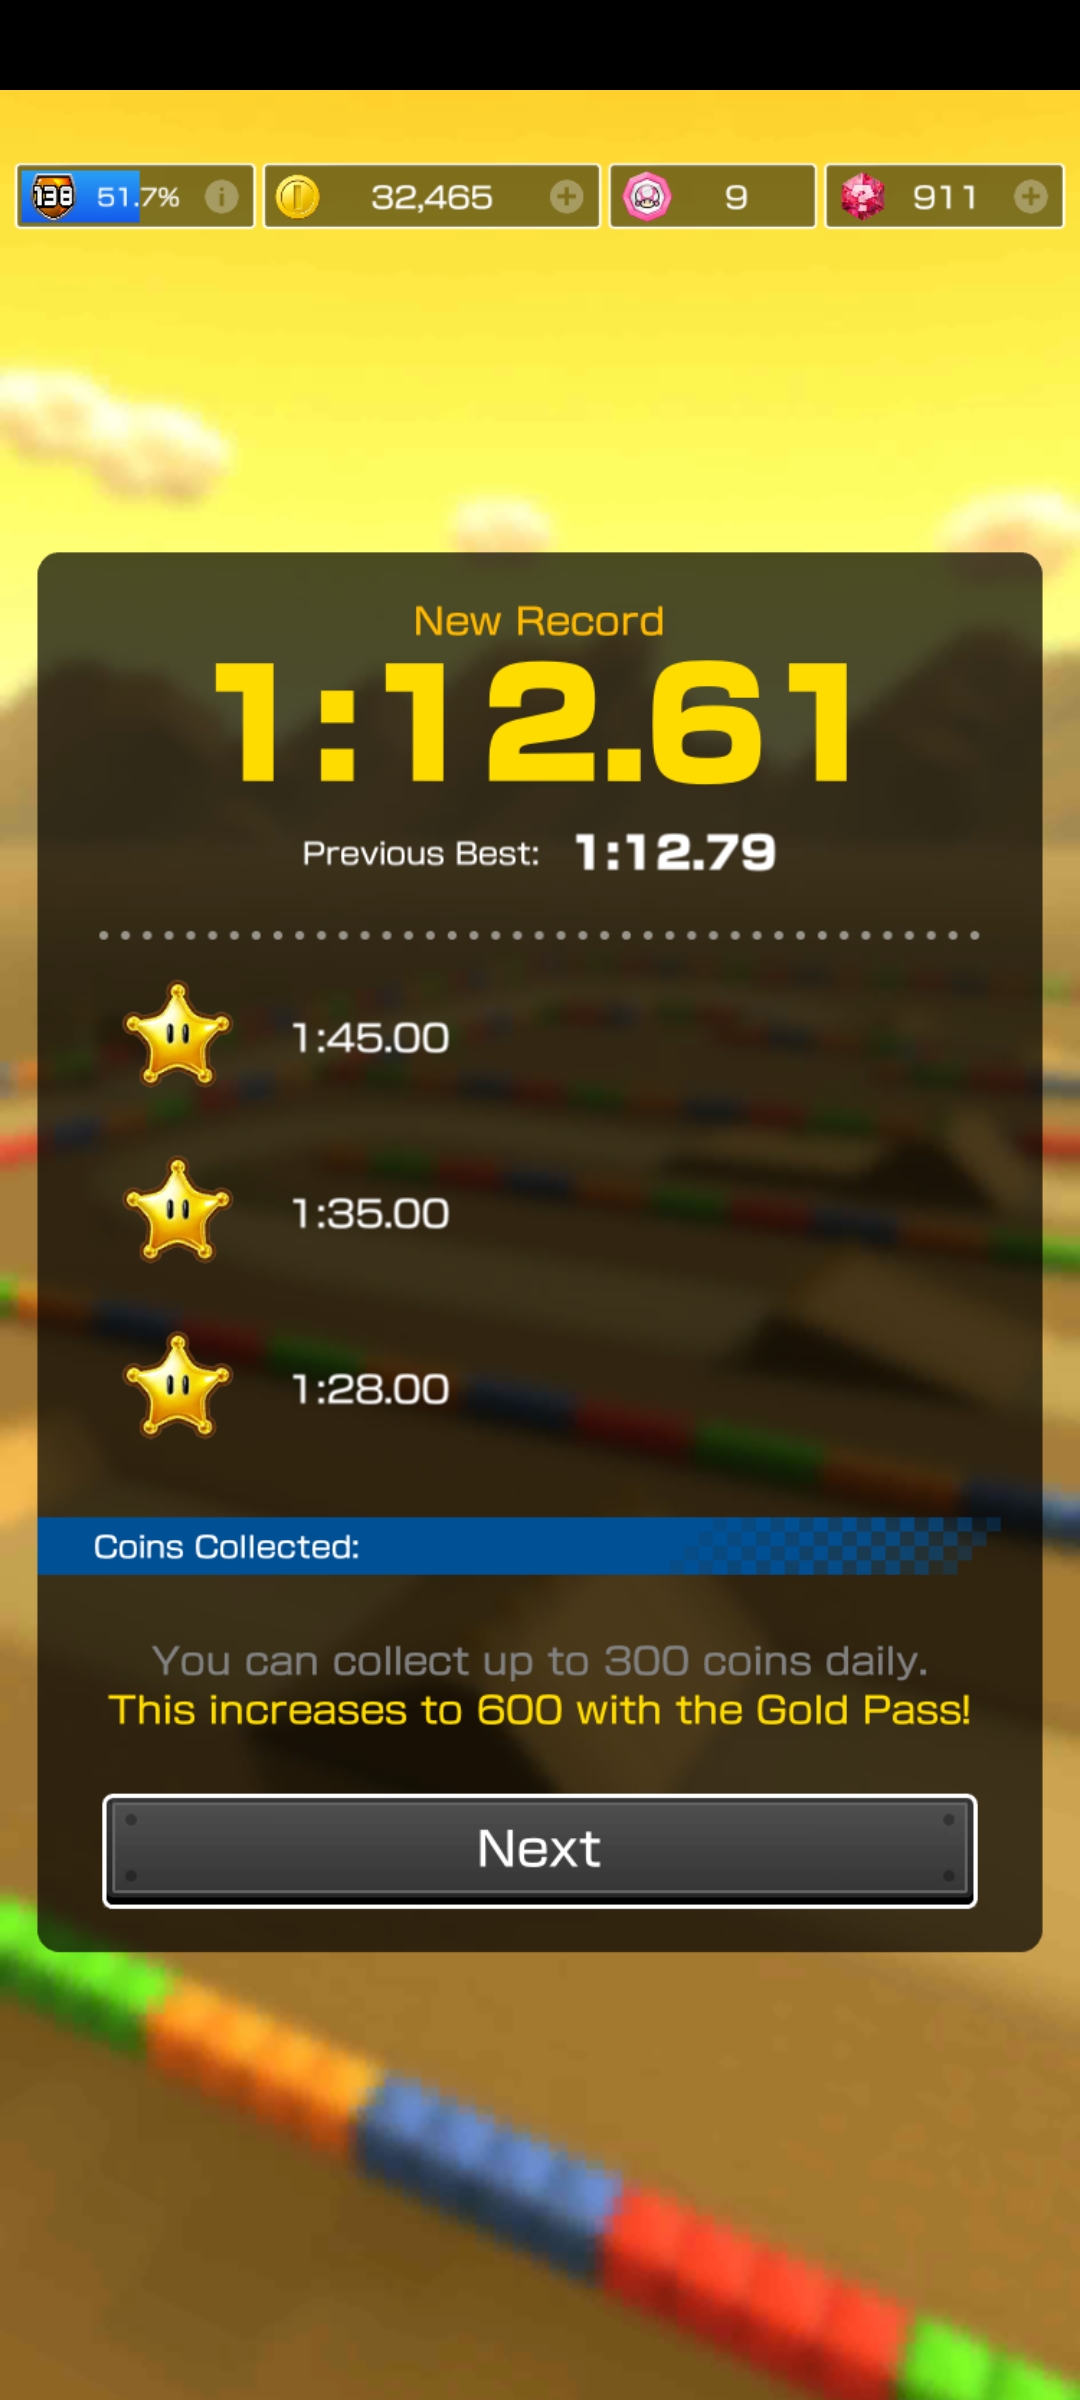 138 51.7% i 32,465 + 9 911 +
New Record
1:12.61
Previous Best: 1:12.79
1:45.00
1:35.00
1:28.00
Coins Collected:
You can collect up to 300 coins daily.
This increases to 600 with the Gold Pass!
Next